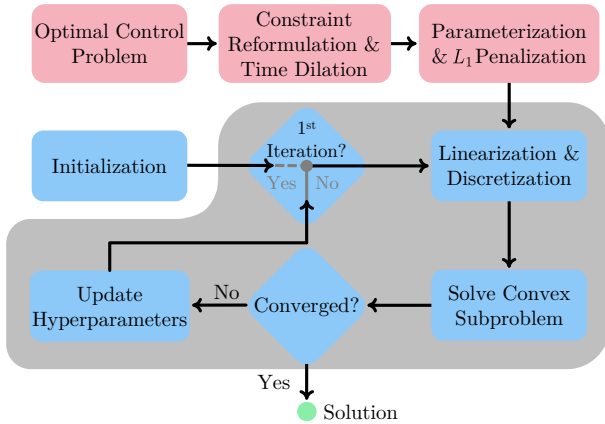 Optimal Control
Problem
Constraint
Reformulation &
Time Dilation
Parameterization
& L₁ Penalization
Initialization
1ˢᵗ
Iteration?
Yes
No
Linearization &
Discretization
Update
Hyperparameters
No
Converged?
Solve Convex
Subproblem
Yes
Solution